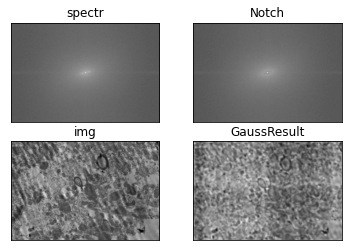 spectr
Notch
img
GaussResult